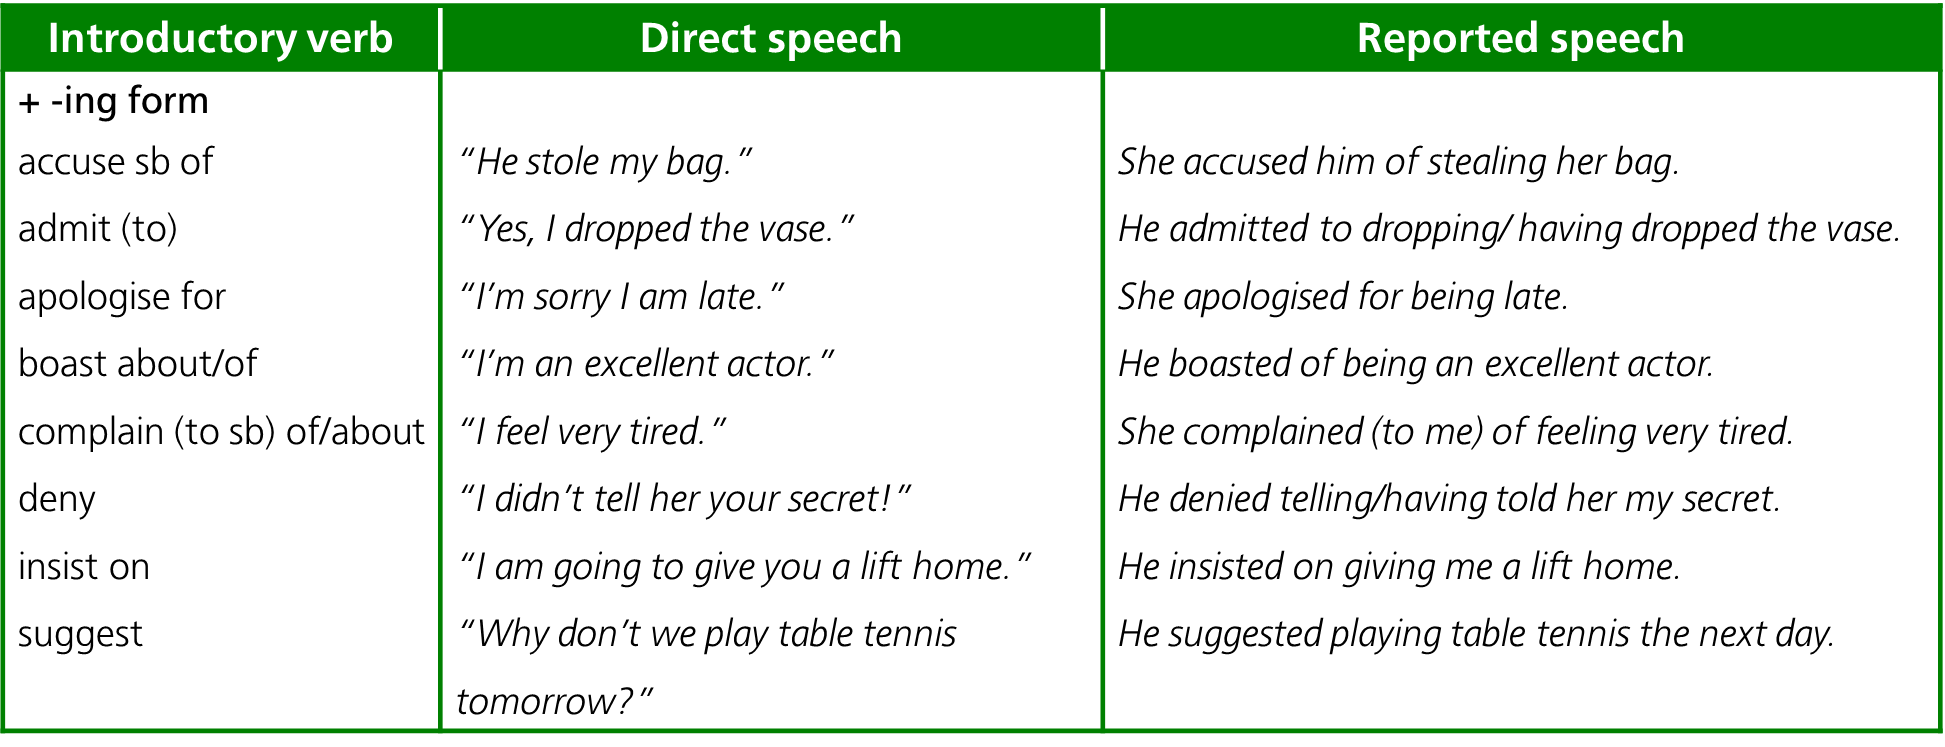 Introductory verb Direct speech Reported speech
+ -ing form
accuse sb of “He stole my bag.” She accused him of stealing her bag.
admit (to) “Yes, I dropped the vase.” He admitted to dropping/ having dropped the vase.
apologise for “I’m sorry I am late.” She apologised for being late.
boast about/of “I’m an excellent actor.” He boasted of being an excellent actor.
complain (to sb) of/about “I feel very tired.” She complained (to me) of feeling very tired.
deny “I didn’t tell her your secret!” He denied telling/having told her my secret.
insist on “I am going to give you a lift home.” He insisted on giving me a lift home.
suggest “Why don’t we play table tennis He suggested playing table tennis the next day.
tomorrow?”